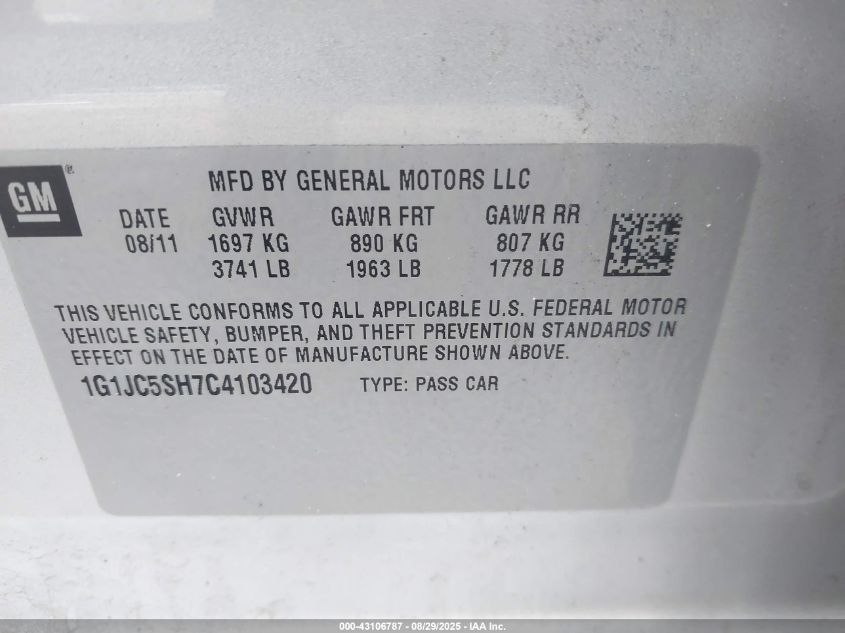 GM®
MFD BY GENERAL MOTORS LLC
DATE GVWR GAWR FRT GAWR RR
08/11 1697 KG 890 KG 807 KG
3741 LB 1963 LB 1778 LB
THIS VEHICLE CONFORMS TO ALL APPLICABLE U.S. FEDERAL MOTOR
VEHICLE SAFETY, BUMPER, AND THEFT PREVENTION STANDARDS IN
EFFECT ON THE DATE OF MANUFACTURE SHOWN ABOVE.
1G1JC5SH7C4103420 TYPE: PASS CAR
000-43106787 - 08/29/2025 - IAA Inc.